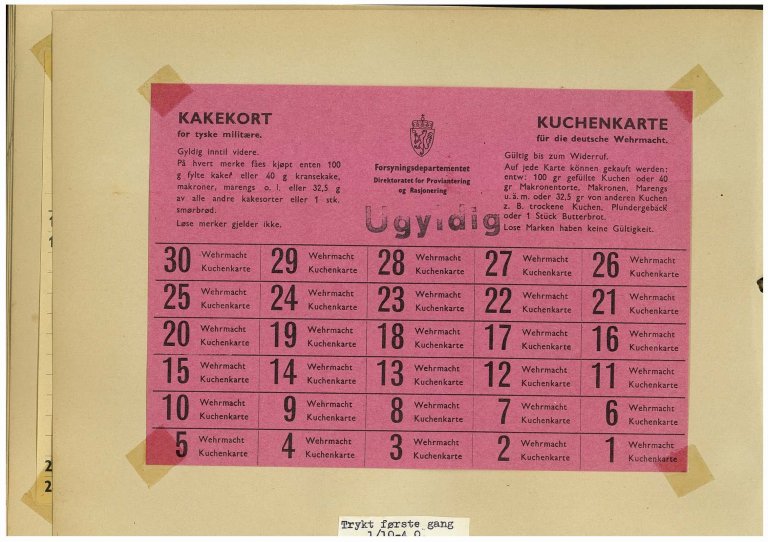 KAKEKORT
for tyske militære.
Gyldig inntil videre.
På hvert merke fåes kjøpt enten 100
g fylte kaker eller 40 g kransekake,
makroner, marengs o. l. eller 32,5 g
av alle andre kakesorter eller 1 stk.
smørbrød.
Løse merker gjelder ikke.
Forsyningsdepartementet
Direktoratet for Proviantering
og Rasjonering
Ugyldig
KUCHENKARTE
für die deutsche Wehrmacht.
Gültig bis zum Widerruf.
Auf jede Karte können gekauft werden:
entw: 100 gr gefüllte Kuchen oder 40
gr Makronentorte, Makronen, Marengs
u. ä. m. oder 32,5 gr von anderen Kuchen
z. B. trockene Kuchen, Plundergebäck
oder 1 Stück Butterbrot.
Lose Marken haben keine Gültigkeit.
30 Wehrmacht Kuchenkarte 29 Wehrmacht Kuchenkarte 28 Wehrmacht Kuchenkarte 27 Wehrmacht Kuchenkarte 26 Wehrmacht Kuchenkarte
25 Wehrmacht Kuchenkarte 24 Wehrmacht Kuchenkarte 23 Wehrmacht Kuchenkarte 22 Wehrmacht Kuchenkarte 21 Wehrmacht Kuchenkarte
20 Wehrmacht Kuchenkarte 19 Wehrmacht Kuchenkarte 18 Wehrmacht Kuchenkarte 17 Wehrmacht Kuchenkarte 16 Wehrmacht Kuchenkarte
15 Wehrmacht Kuchenkarte 14 Wehrmacht Kuchenkarte 13 Wehrmacht Kuchenkarte 12 Wehrmacht Kuchenkarte 11 Wehrmacht Kuchenkarte
10 Wehrmacht Kuchenkarte 9 Wehrmacht Kuchenkarte 8 Wehrmacht Kuchenkarte 7 Wehrmacht Kuchenkarte 6 Wehrmacht Kuchenkarte
5 Wehrmacht Kuchenkarte 4 Wehrmacht Kuchenkarte 3 Wehrmacht Kuchenkarte 2 Wehrmacht Kuchenkarte 1 Wehrmacht Kuchenkarte
2
2
Trykt første gang